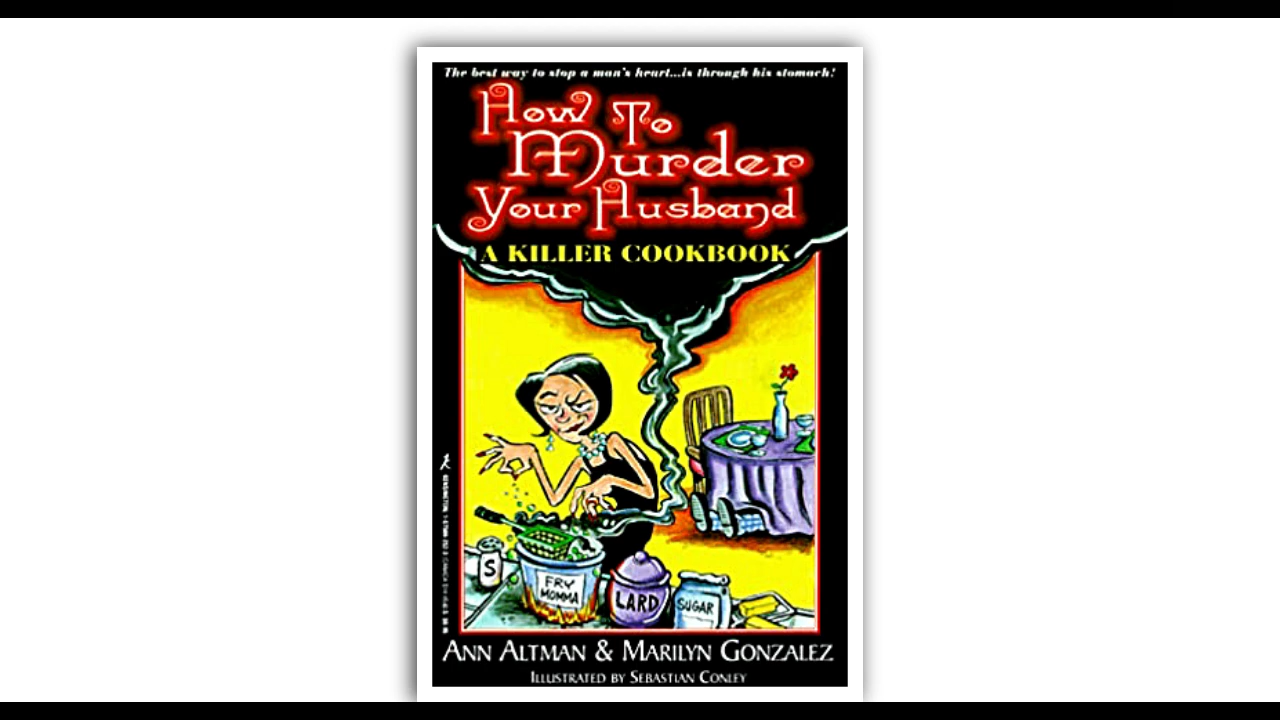 The best way to stop a man's heart...is through his stomach!
How To
Murder
Your Husband
A KILLER COOKBOOK
S
FRY
MOMMA
LARD
SUGAR
ANN ALTMAN & MARILYN GONZALEZ
ILLUSTRATED BY SEBASTIAN CONLEY
KENSINGTON